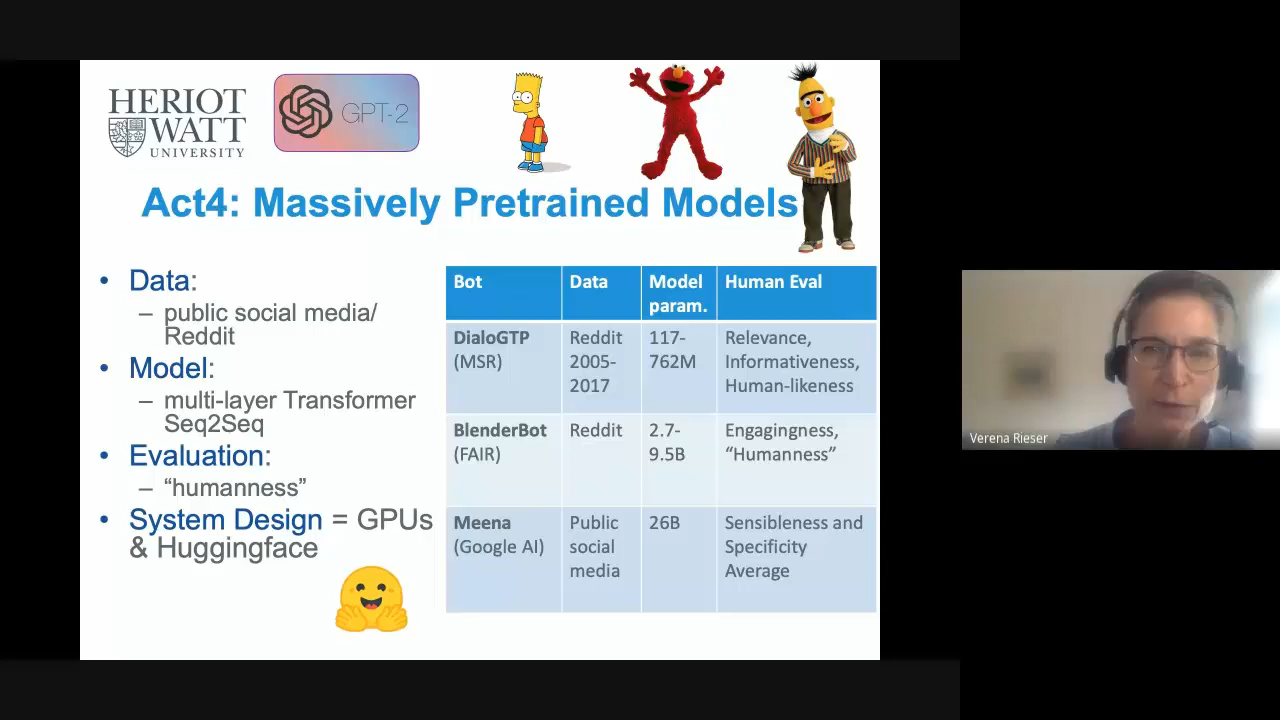 HERIOT
WATT
UNIVERSITY
GPT-2
Act4: Massively Pretrained Models
• Data:
– public social media/
Reddit
• Model:
– multi-layer Transformer
Seq2Seq
• Evaluation:
– “humanness”
• System Design = GPUs
& Huggingface
Bot
Data
Model
param.
Human Eval
DialoGTP
(MSR)
Reddit
2005-
2017
117-
762M
Relevance,
Informativeness,
Human-likeness
BlenderBot
(FAIR)
Reddit
2.7-
9.5B
Engagingness,
“Humanness”
Meena
(Google AI)
Public
social
media
26B
Sensibleness and
Specificity
Average
Verena Rieser